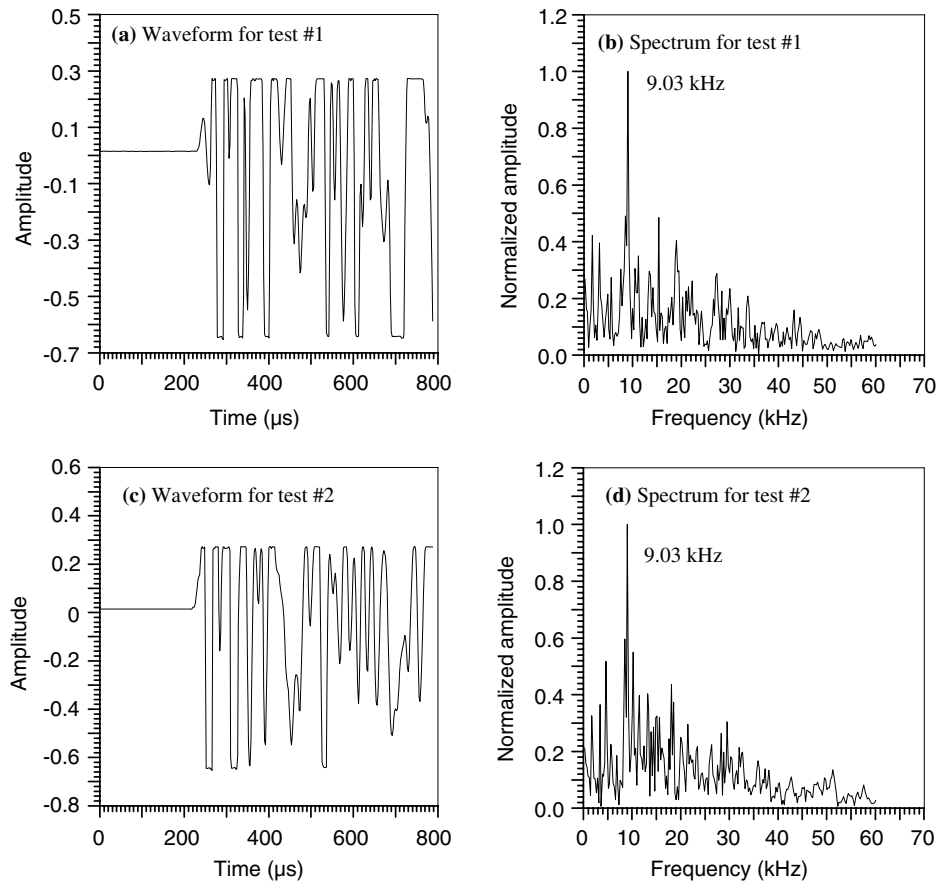 (a) Waveform for test #1
0.5
0.3
0.1
-0.1
-0.3
-0.5
-0.7
Amplitude
0 200 400 600 800
Time (µs)
(b) Spectrum for test #1
9.03 kHz
1.2
1.0
0.8
0.6
0.4
0.2
0.0
Normalized amplitude
0 10 20 30 40 50 60 70
Frequency (kHz)
(c) Waveform for test #2
0.6
0.4
0.2
0
-0.2
-0.4
-0.6
-0.8
Amplitude
0 200 400 600 800
Time (µs)
(d) Spectrum for test #2
9.03 kHz
1.2
1.0
0.8
0.6
0.4
0.2
0.0
Normalized amplitude
0 10 20 30 40 50 60 70
Frequency (kHz)